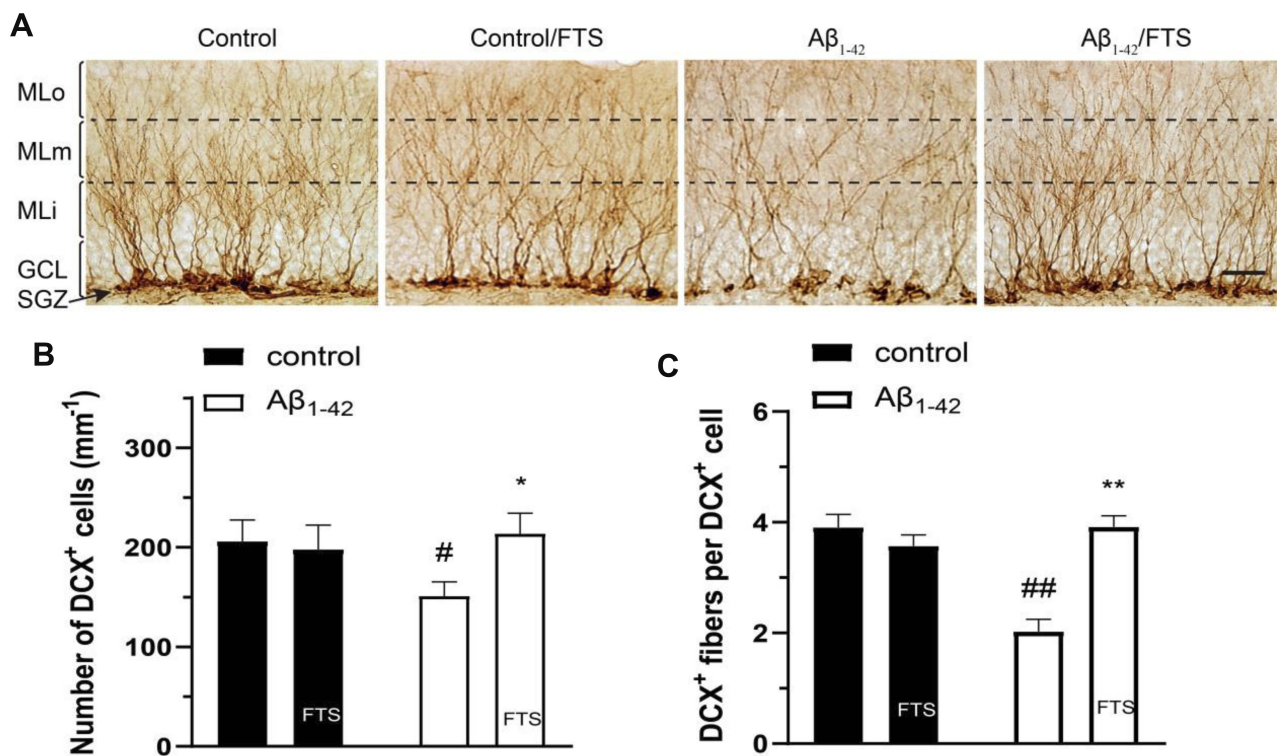 A
Control
Control/FTS
Aβ₁₋₄₂
Aβ₁₋₄₂/FTS
MLo
MLm
MLi
GCL
SGZ
B
control
Aβ₁₋₄₂
Number of DCX⁺ cells (mm⁻¹)
300
200
100
0
#
*
FTS
FTS
C
control
Aβ₁₋₄₂
DCX⁺ fibers per DCX⁺ cell
6
4
2
0
##
**
FTS
FTS